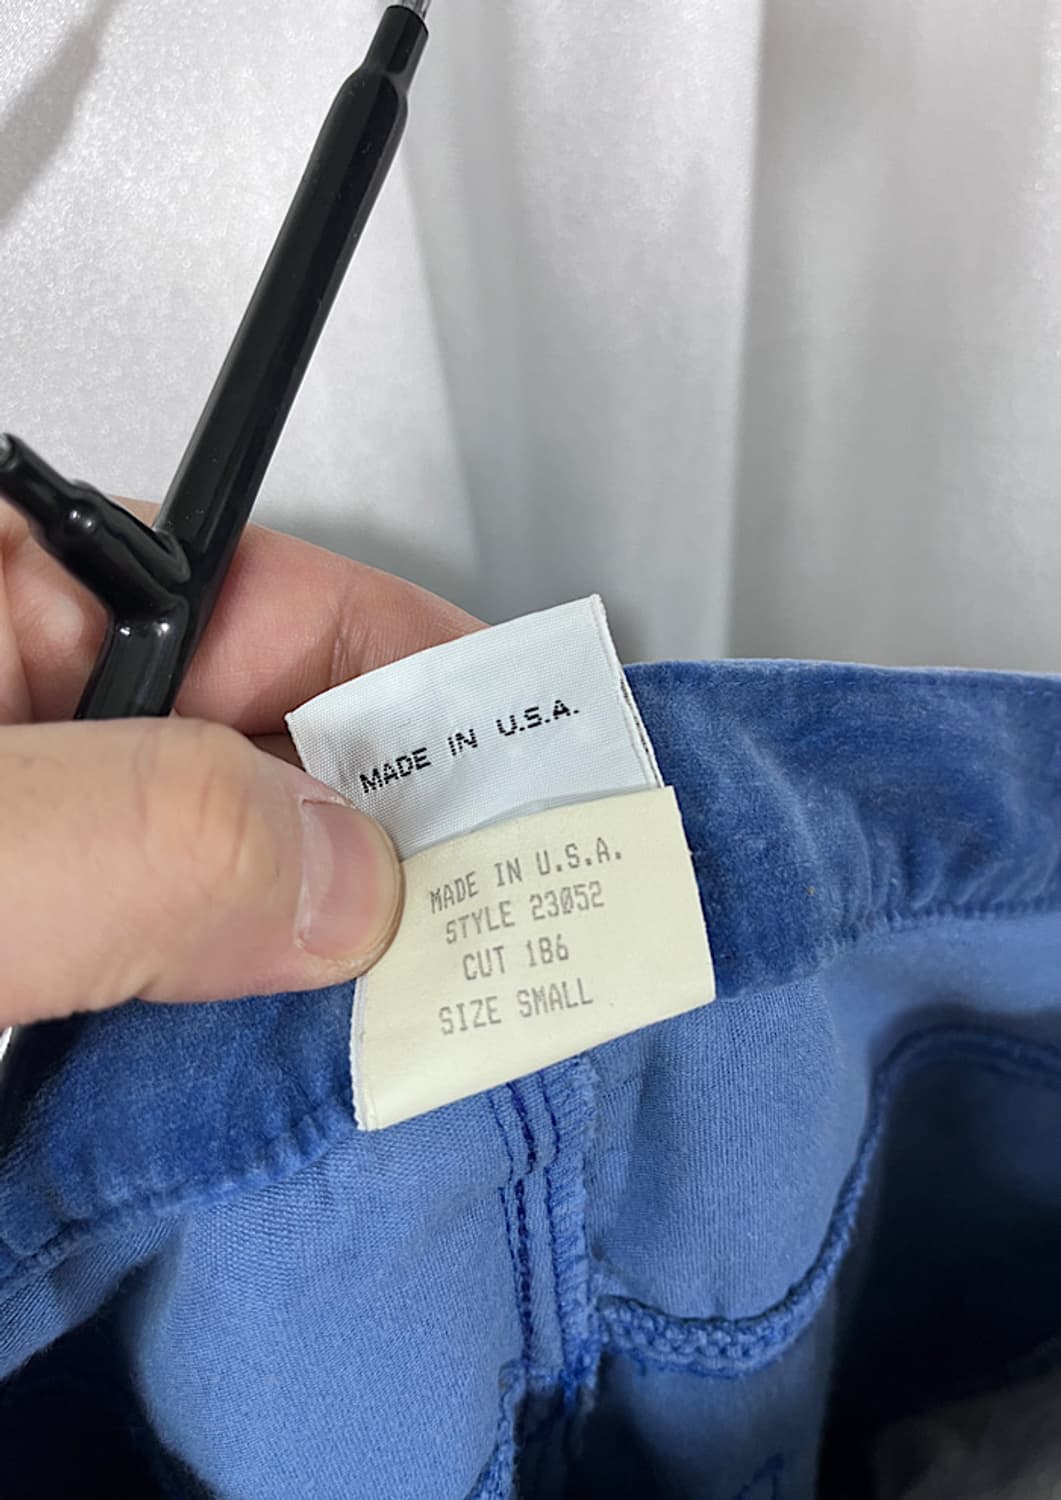 MADE IN U.S.A.
MADE IN U.S.A.
STYLE 23052
CUT 186
SIZE SMALL